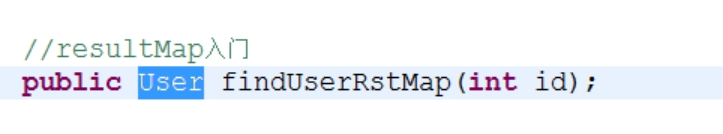 //resultMap入门
public User findUserRstMap(int id);